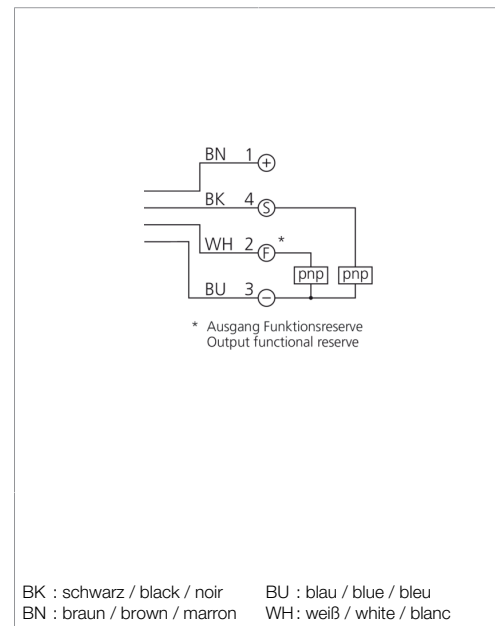 BN 1 +
BK 4 S
WH 2 F *
pnp pnp
BU 3 −
* Ausgang Funktionsreserve
Output functional reserve
BK : schwarz / black / noir BU : blau / blue / bleu
BN : braun / brown / marron WH : weiß / white / blanc